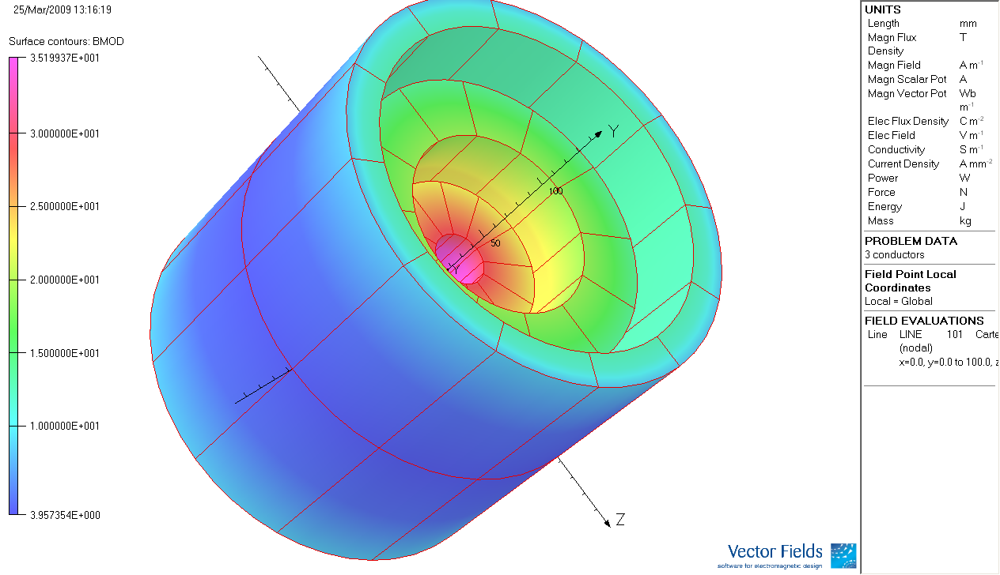 25/Mar/2009 13:16:19
Surface contours: BMOD
3.519937E+001
3.000000E+001
2.500000E+001
2.000000E+001
1.500000E+001
1.000000E+001
3.957354E+000
Y
100
50
Z
Vector Fields
software for electromagnetic design
UNITS
Length mm
Magn Flux T
Density
Magn Field A m-1
Magn Scalar Pot A
Magn Vector Pot Wb
m-1
Elec Flux Density C m-2
Elec Field V m-1
Conductivity S m-1
Current Density A mm-2
Power W
Force N
Energy J
Mass kg
PROBLEM DATA
3 conductors
Field Point Local
Coordinates
Local = Global
FIELD EVALUATIONS
Line LINE 101 Carte
(nodal)
x=0.0, y=0.0 to 100.0, z